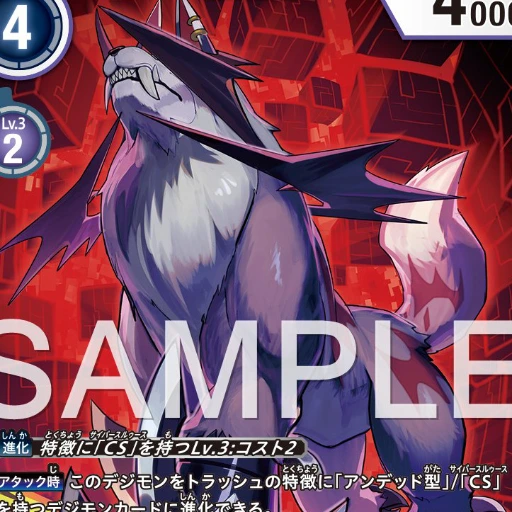 4
4000
Lv.3
2
SAMPLE
進化 特徴に「CS」を持つLv.3:コスト2
アタック時 このデジモンをトラッシュの特徴に「アンデッド型」/「CS」
を持つデジモンカードに進化できる。